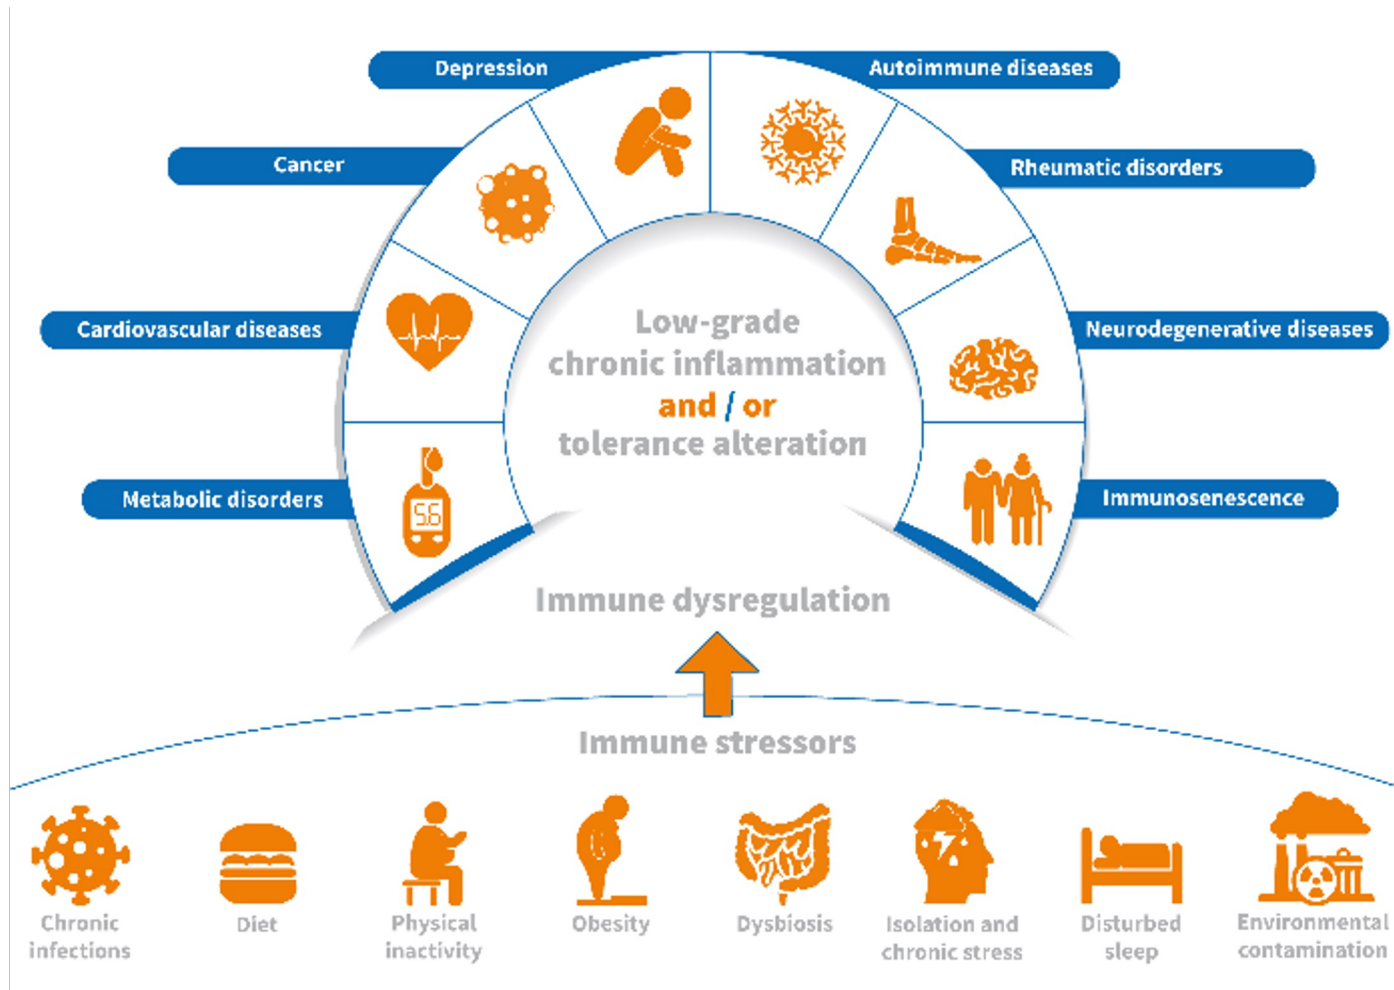 Depression
Autoimmune diseases
Cancer
Rheumatic disorders
Cardiovascular diseases
Neurodegenerative diseases
Low-grade
chronic inflammation
and / or
tolerance alteration
Metabolic disorders
5.6
Immunosenescence
Immune dysregulation
Immune stressors
Chronic
infections
Diet
Physical
inactivity
Obesity
Dysbiosis
Isolation and
chronic stress
Disturbed
sleep
Environmental
contamination